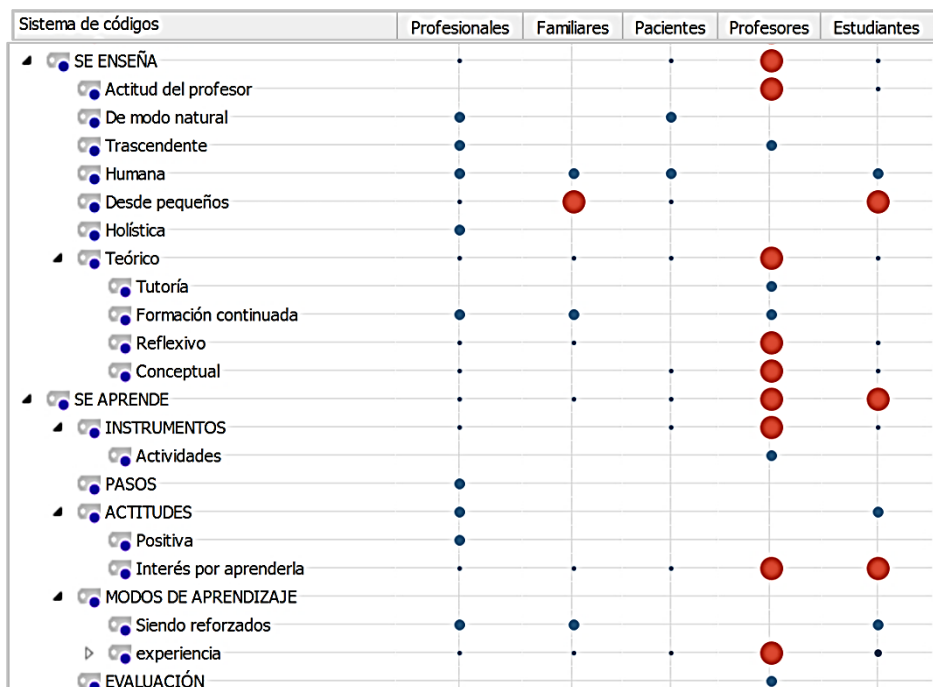 Sistema de códigos Profesionales Familiares Pacientes Profesores Estudiantes
SE ENSEÑA
Actitud del profesor
De modo natural
Trascendente
Humana
Desde pequeños
Holística
Teórico
Tutoría
Formación continuada
Reflexivo
Conceptual
SE APRENDE
INSTRUMENTOS
Actividades
PASOS
ACTITUDES
Positiva
Interés por aprenderla
MODOS DE APRENDIZAJE
Siendo reforzados
experiencia
EVALUACIÓN